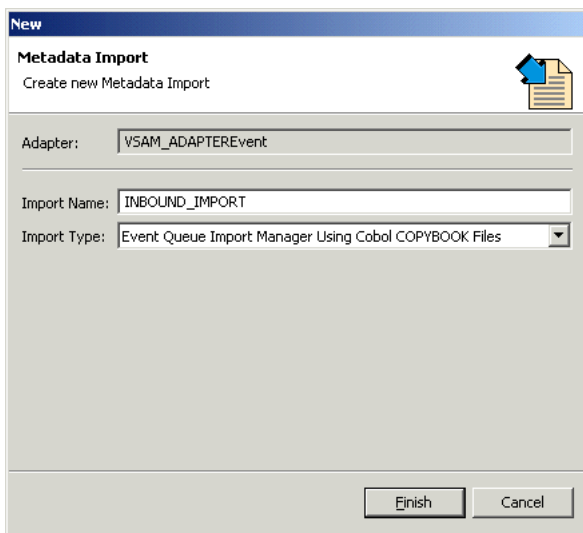 New
Metadata Import
Create new Metadata Import
Adapter: VSAM_ADAPTEREvent
Import Name: INBOUND_IMPORT
Import Type: Event Queue Import Manager Using Cobol COPYBOOK Files
Finish Cancel